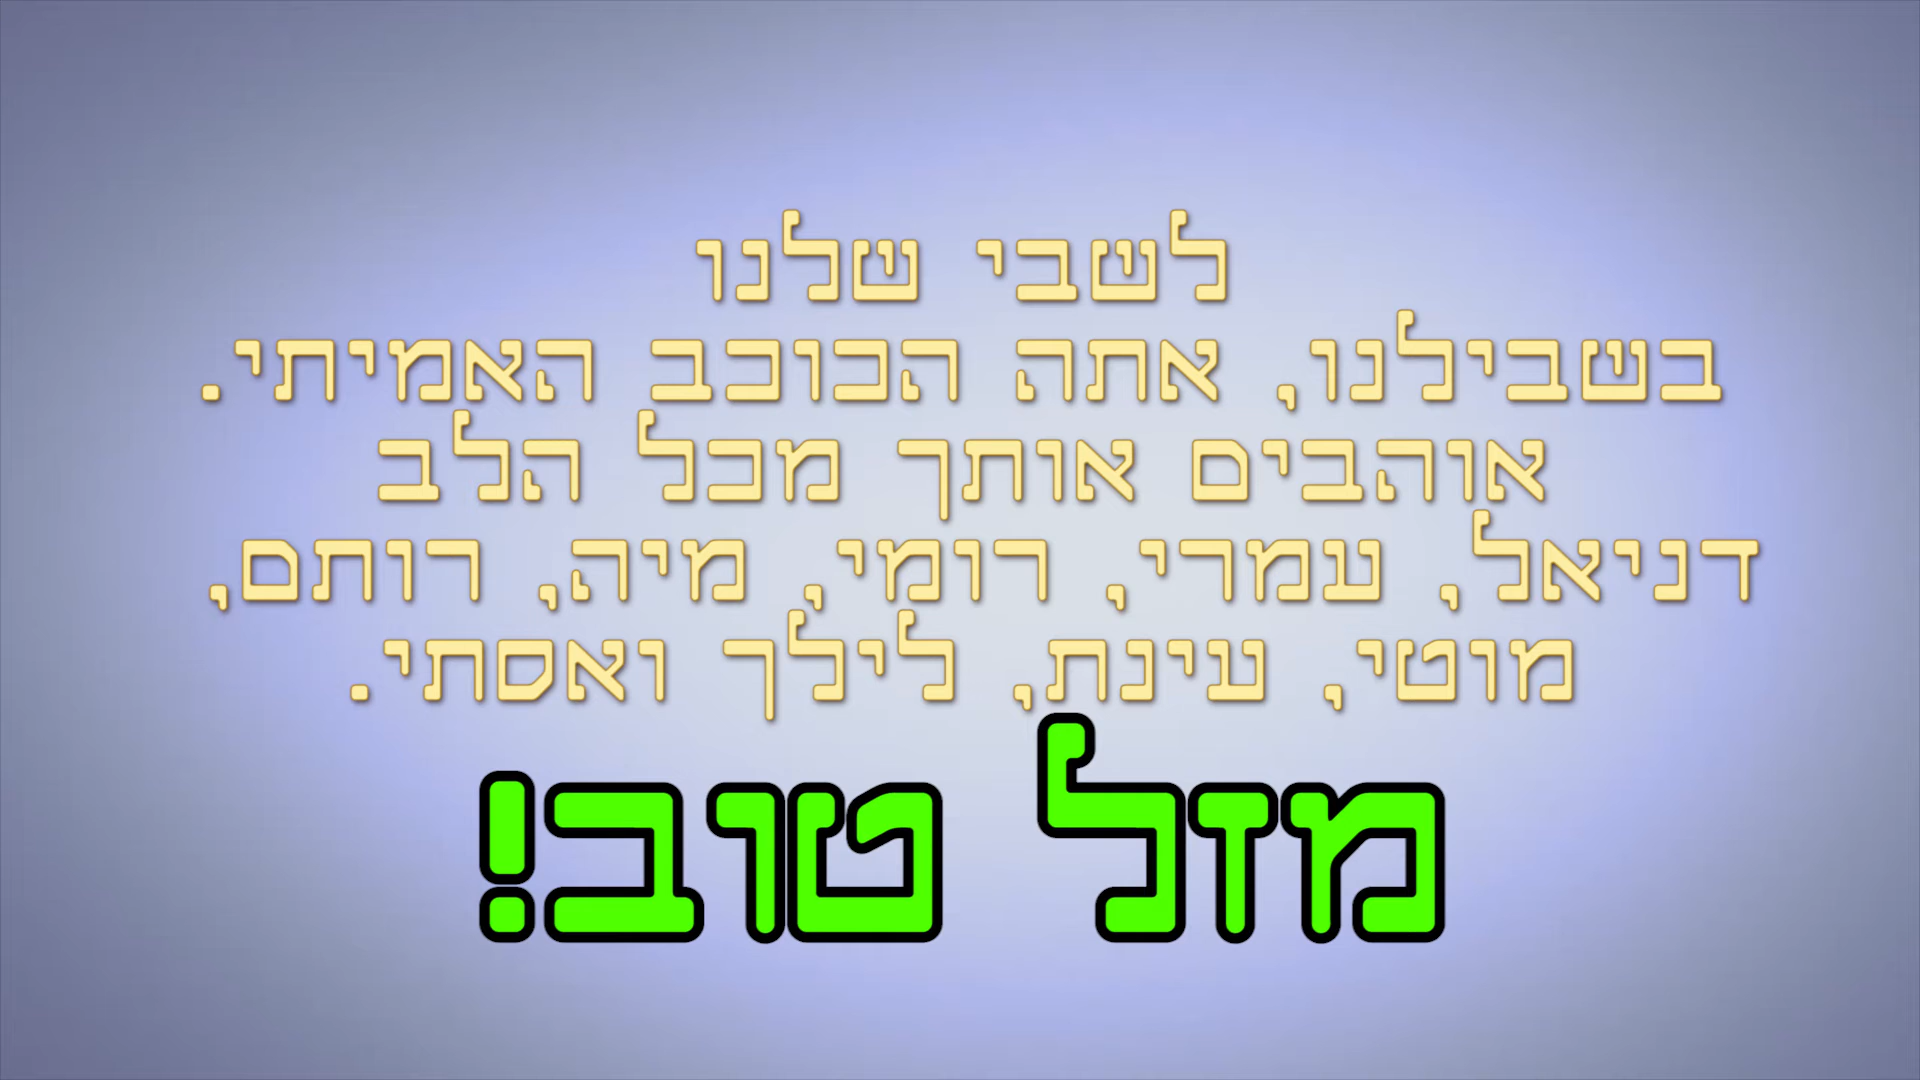 לשבי שלנו
בשבילנו, אתה הכוכב האמיתי.
אוהבים אותך מכל הלב
דניאל, עמרי, רומי, מיה, רותם,
מוטי, עינת, לילך ואסתי.
מזל טוב!